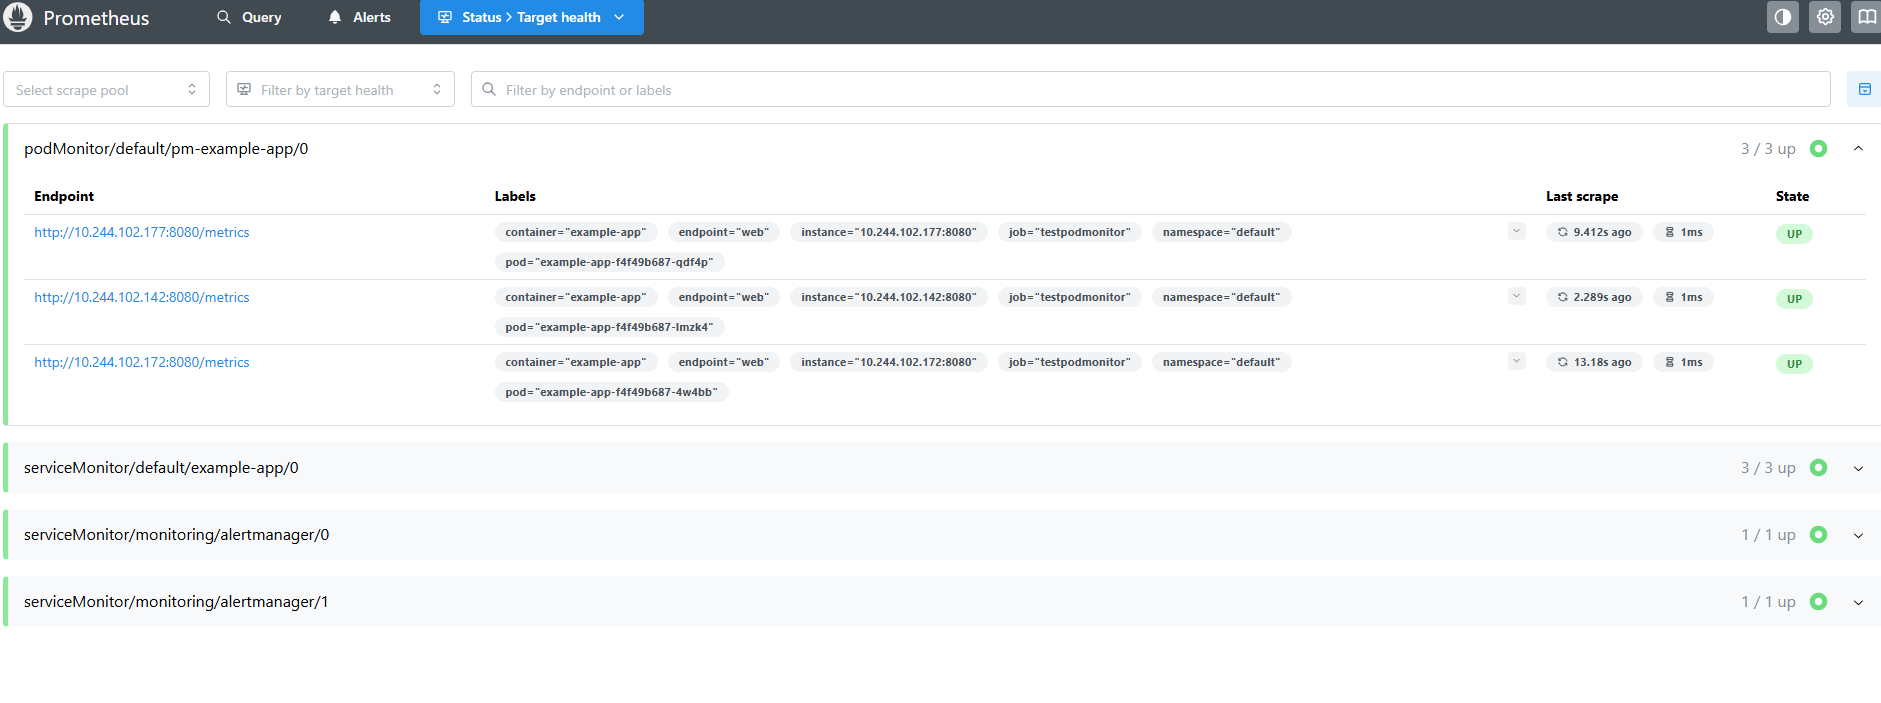 Prometheus Query Alerts Status > Target health
Select scrape pool Filter by target health Filter by endpoint or labels
podMonitor/default/pm-example-app/0 3 / 3 up
Endpoint Labels Last scrape State
http://10.244.102.177:8080/metrics container="example-app" endpoint="web" instance="10.244.102.177:8080" job="testpodmonitor" namespace="default" 9.412s ago 1ms UP
pod="example-app-f4f49b687-qdf4p"
http://10.244.102.142:8080/metrics container="example-app" endpoint="web" instance="10.244.102.142:8080" job="testpodmonitor" namespace="default" 2.289s ago 1ms UP
pod="example-app-f4f49b687-lmzk4"
http://10.244.102.172:8080/metrics container="example-app" endpoint="web" instance="10.244.102.172:8080" job="testpodmonitor" namespace="default" 13.18s ago 1ms UP
pod="example-app-f4f49b687-4w4bb"
serviceMonitor/default/example-app/0 3 / 3 up
serviceMonitor/monitoring/alertmanager/0 1 / 1 up
serviceMonitor/monitoring/alertmanager/1 1 / 1 up